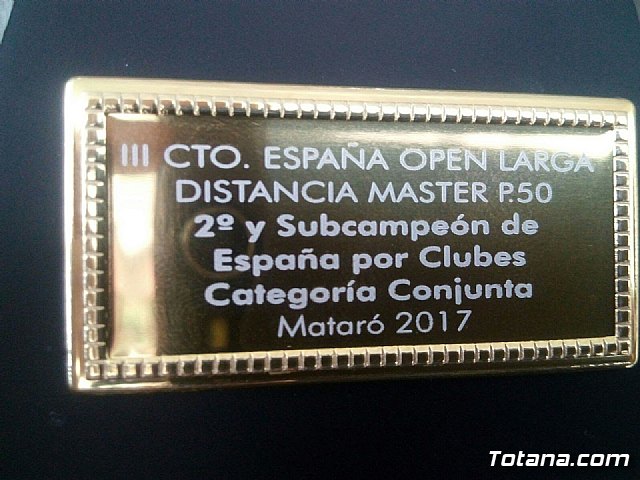 III CTO. ESPAÑA OPEN LARGA
DISTANCIA MASTER P.50
2º y Subcampeón de
España por Clubes
Categoría Conjunta
Mataró 2017
Totana.com